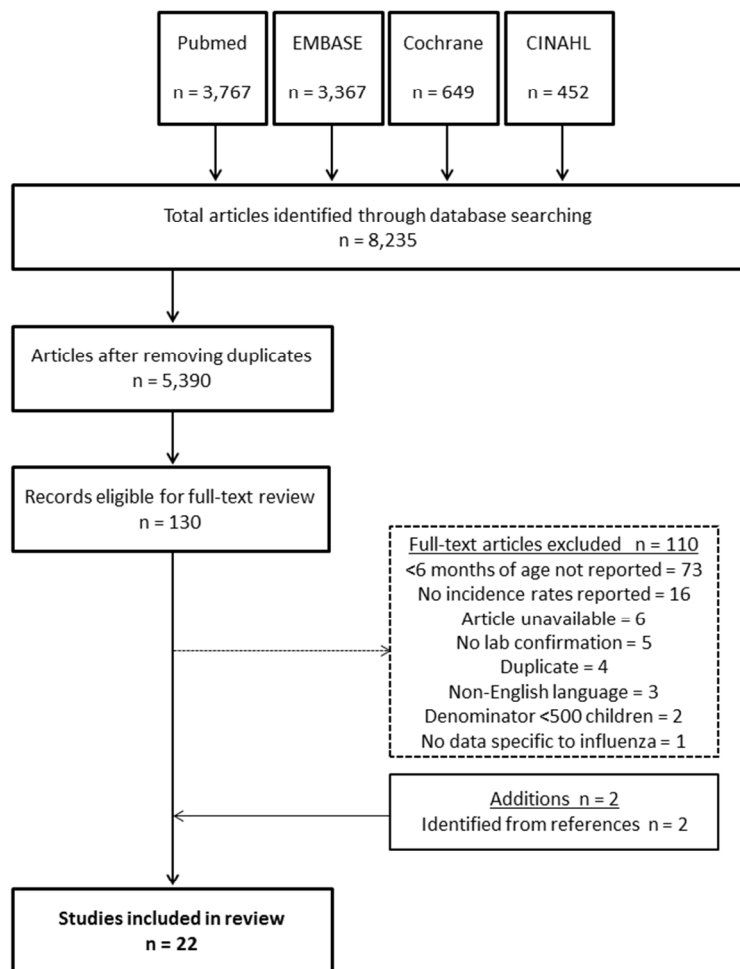 Pubmed
n = 3,767
EMBASE
n = 3,367
Cochrane
n = 649
CINAHL
n = 452
Total articles identified through database searching
n = 8,235
Articles after removing duplicates
n = 5,390
Records eligible for full-text review
n = 130
Full-text articles excluded n = 110
<6 months of age not reported = 73
No incidence rates reported = 16
Article unavailable = 6
No lab confirmation = 5
Duplicate = 4
Non-English language = 3
Denominator <500 children = 2
No data specific to influenza = 1
Additions n = 2
Identified from references n = 2
Studies included in review
n = 22